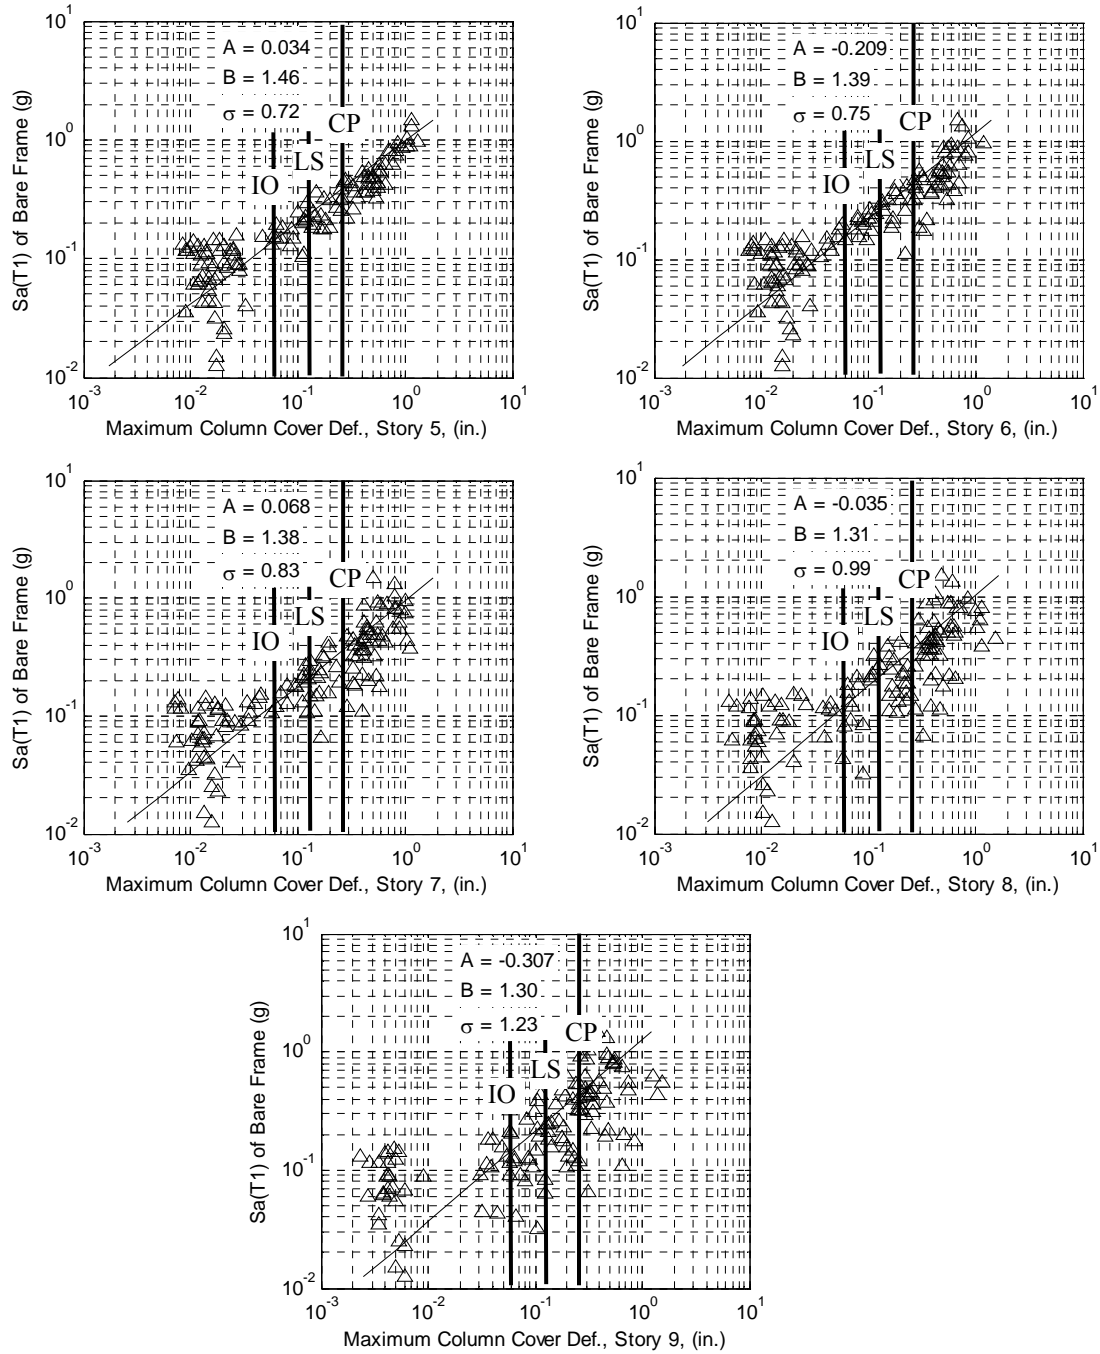 10^1
A = 0.034
B = 1.46
σ = 0.72
CP
LS
IO
10^0
10^-1
10^-2
10^-3 10^-2 10^-1 10^0 10^1
Sa(T1) of Bare Frame (g)
Maximum Column Cover Def., Story 5, (in.)
10^1
A = -0.209
B = 1.39
σ = 0.75
CP
LS
IO
10^0
10^-1
10^-2
10^-3 10^-2 10^-1 10^0 10^1
Sa(T1) of Bare Frame (g)
Maximum Column Cover Def., Story 6, (in.)
10^1
A = 0.068
B = 1.38
σ = 0.83
CP
LS
IO
10^0
10^-1
10^-2
10^-3 10^-2 10^-1 10^0 10^1
Sa(T1) of Bare Frame (g)
Maximum Column Cover Def., Story 7, (in.)
10^1
A = -0.035
B = 1.31
σ = 0.99
CP
LS
IO
10^0
10^-1
10^-2
10^-3 10^-2 10^-1 10^0 10^1
Sa(T1) of Bare Frame (g)
Maximum Column Cover Def., Story 8, (in.)
10^1
A = -0.307
B = 1.30
σ = 1.23
CP
LS
IO
10^0
10^-1
10^-2
10^-3 10^-2 10^-1 10^0 10^1
Sa(T1) of Bare Frame (g)
Maximum Column Cover Def., Story 9, (in.)